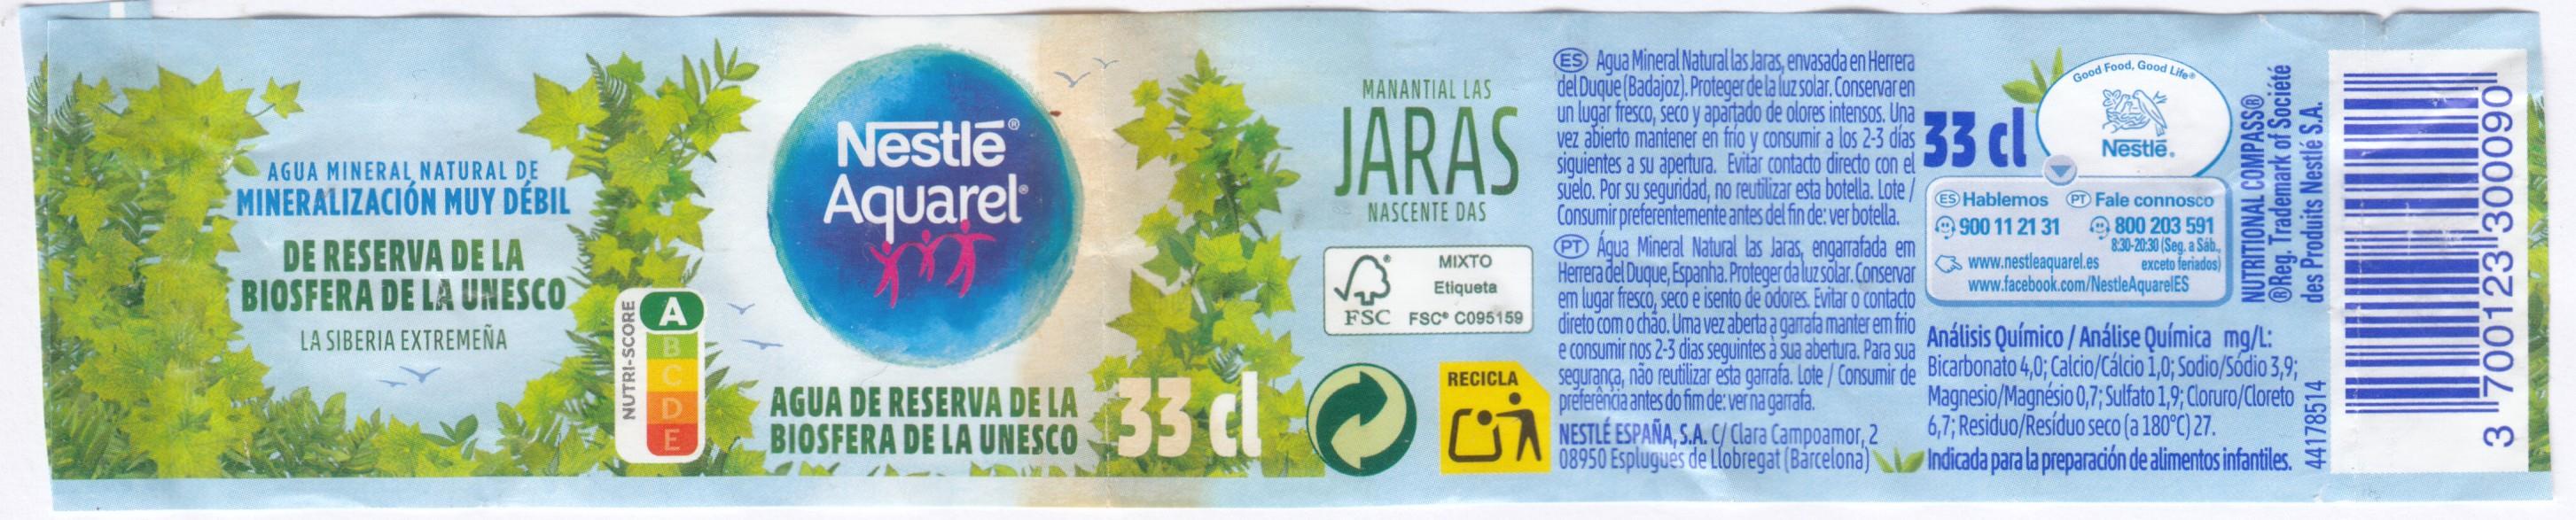 AGUA MINERAL NATURAL DE
MINERALIZACIÓN MUY DÉBIL
DE RESERVA DE LA
BIOSFERA DE LA UNESCO
LA SIBERIA EXTREMEÑA
NUTRI-SCORE
A
B
C
D
E
Nestlé®
Aquarel®
AGUA DE RESERVA DE LA
BIOSFERA DE LA UNESCO
33 cl
MANANTIAL LAS
JARAS
NASCENTE DAS
FSC
MIXTO
Etiqueta
FSC® C095159
RECICLA
ES Agua Mineral Natural las Jaras, envasada en Herrera
del Duque (Badajoz). Proteger de la luz solar. Conservar en
un lugar fresco, seco y apartado de olores intensos. Una
vez abierto mantener en frío y consumir a los 2-3 días
siguientes a su apertura. Evitar contacto directo con el
suelo. Por su seguridad, no reutilizar esta botella. Lote /
Consumir preferentemente antes del fin de: ver botella.
PT Água Mineral Natural las Jaras, engarrafada em
Herrera del Duque, Espanha. Proteger da luz solar. Conservar
em lugar fresco, seco e isento de odores. Evitar o contacto
direto com o chão. Uma vez aberta a garrafa manter em frio
e consumir nos 2-3 dias seguintes à sua abertura. Para sua
segurança, não reutilizar esta garrafa. Lote / Consumir de
preferência antes do fim de: ver na garrafa.
NESTLÉ ESPAÑA, S.A. C/ Clara Campoamor, 2
08950 Esplugues de Llobregat (Barcelona)
33 cl
Good Food, Good Life®
Nestlé®
ES Hablemos PT Fale connosco
900 11 21 31 800 203 591
8:30-20:30 (Seg. a Sáb.,
exceto feriados)
www.nestleaquarel.es
www.facebook.com/NestleAquarelES
Análisis Químico / Análise Química mg/L:
Bicarbonato 4,0; Calcio/Cálcio 1,0; Sodio/Sódio 3,9;
Magnesio/Magnésio 0,7; Sulfato 1,9; Cloruro/Cloreto
6,7; Residuo/Resíduo seco (a 180°C) 27.
Indicada para la preparación de alimentos infantiles.
NUTRITIONAL COMPASS®
®Reg. Trademark of Société
des Produits Nestlé S.A.
44178514
3 700123 300090